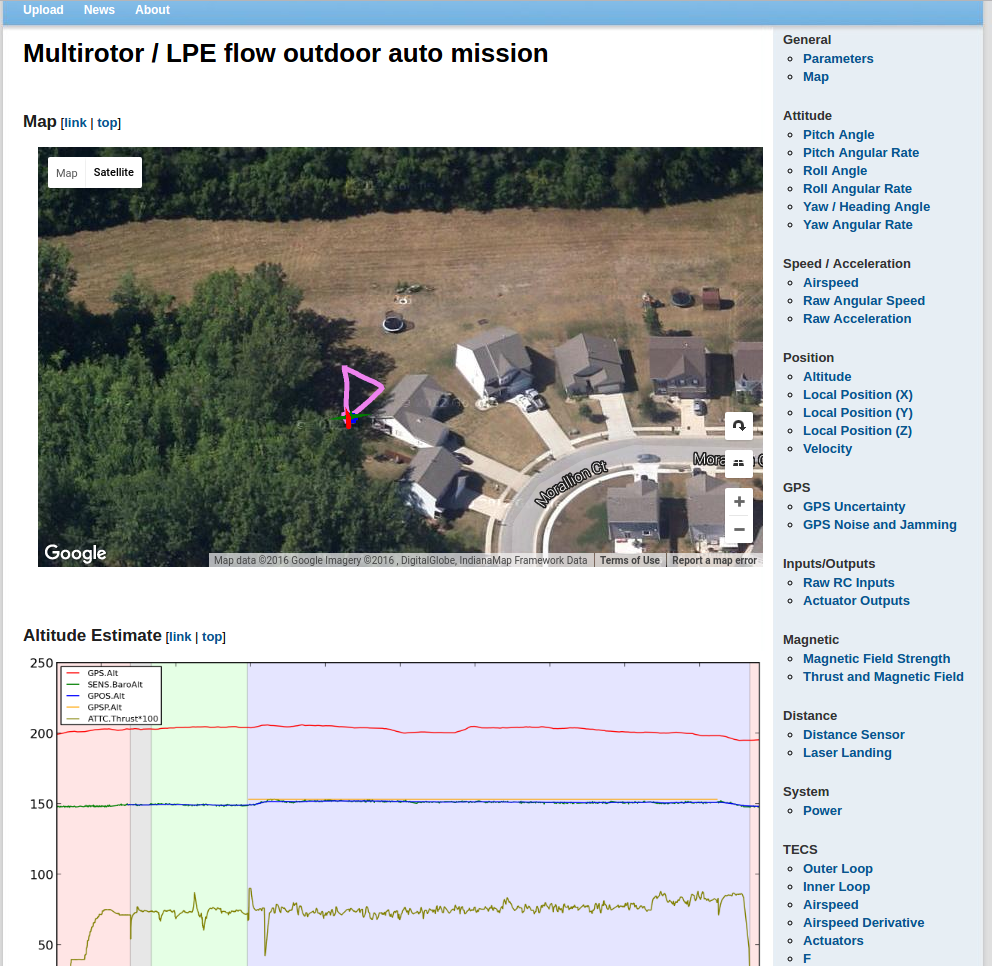 Upload News About
Multirotor / LPE flow outdoor auto mission
Map [link | top]
Map Satellite
Morallion Ct
Google
Map data ©2016 Google Imagery ©2016 , DigitalGlobe, IndianaMap Framework Data Terms of Use Report a map error
Altitude Estimate [link | top]
250
200
150
100
50
GPS.Alt
SENS.BaroAlt
GPOS.Alt
GPSP.Alt
ATTC.Thrust*100
General
Parameters
Map
Attitude
Pitch Angle
Pitch Angular Rate
Roll Angle
Roll Angular Rate
Yaw / Heading Angle
Yaw Angular Rate
Speed / Acceleration
Airspeed
Raw Angular Speed
Raw Acceleration
Position
Altitude
Local Position (X)
Local Position (Y)
Local Position (Z)
Velocity
GPS
GPS Uncertainty
GPS Noise and Jamming
Inputs/Outputs
Raw RC Inputs
Actuator Outputs
Magnetic
Magnetic Field Strength
Thrust and Magnetic Field
Distance
Distance Sensor
Laser Landing
System
Power
TECS
Outer Loop
Inner Loop
Airspeed
Airspeed Derivative
Actuators
F